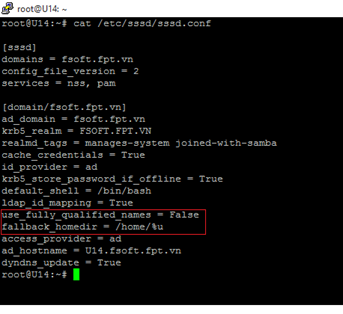 root@U14: ~
root@U14:~# cat /etc/sssd/sssd.conf
[sssd]
domains = fsoft.fpt.vn
config_file_version = 2
services = nss, pam
[domain/fsoft.fpt.vn]
ad_domain = fsoft.fpt.vn
krb5_realm = FSOFT.FPT.VN
realmd_tags = manages-system joined-with-samba
cache_credentials = True
id_provider = ad
krb5_store_password_if_offline = True
default_shell = /bin/bash
ldap_id_mapping = True
use_fully_qualified_names = False
fallback_homedir = /home/%u
access_provider = ad
ad_hostname = U14.fsoft.fpt.vn
dyndns_update = True
root@U14:~#